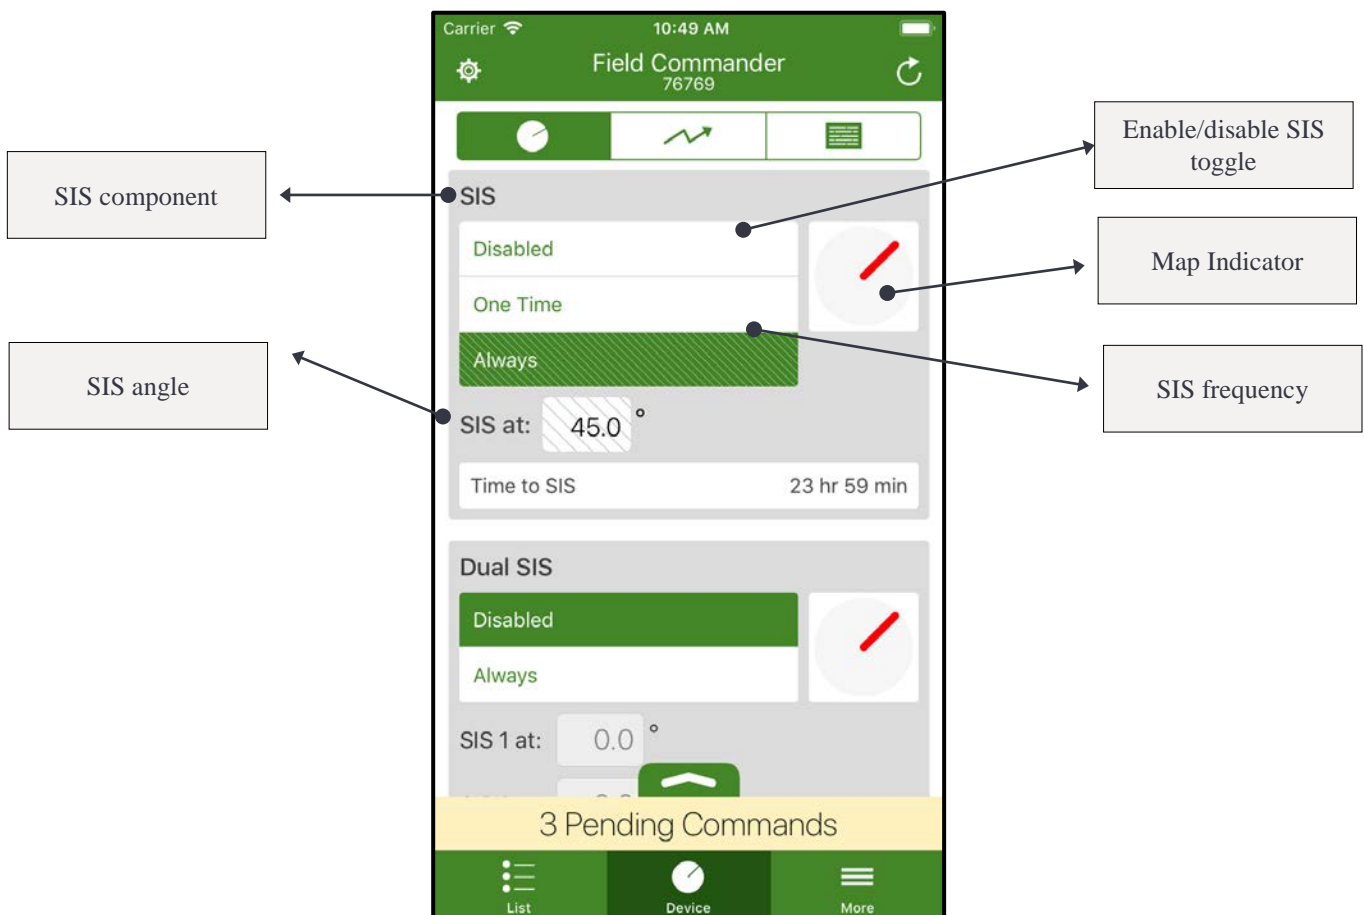 Carrier
10:49 AM
Field Commander
76769
Enable/disable SIS
toggle
SIS component
SIS
Disabled
Map Indicator
One Time
Always
SIS angle
SIS frequency
SIS at:
45.0 °
Time to SIS
23 hr 59 min
Dual SIS
Disabled
Always
SIS 1 at:
0.0 °
3 Pending Commands
List
Device
More